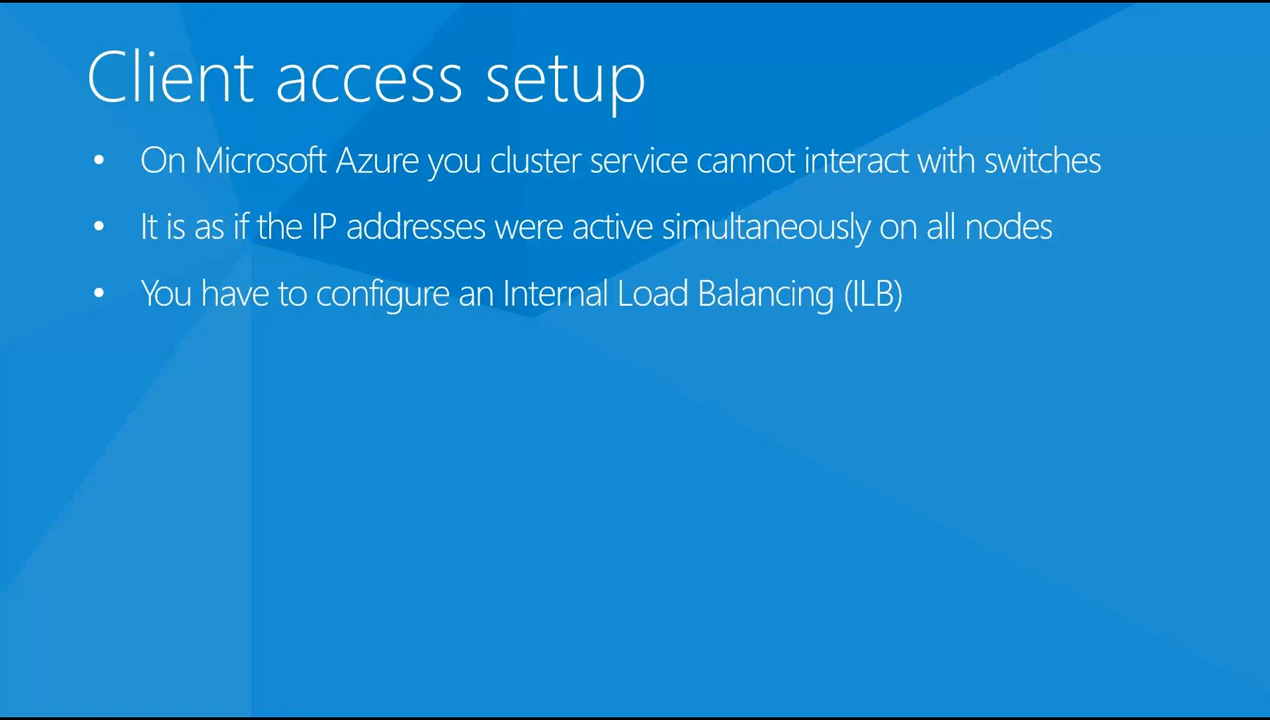 Client access setup
• On Microsoft Azure you cluster service cannot interact with switches
• It is as if the IP addresses were active simultaneously on all nodes
• You have to configure an Internal Load Balancing (ILB)